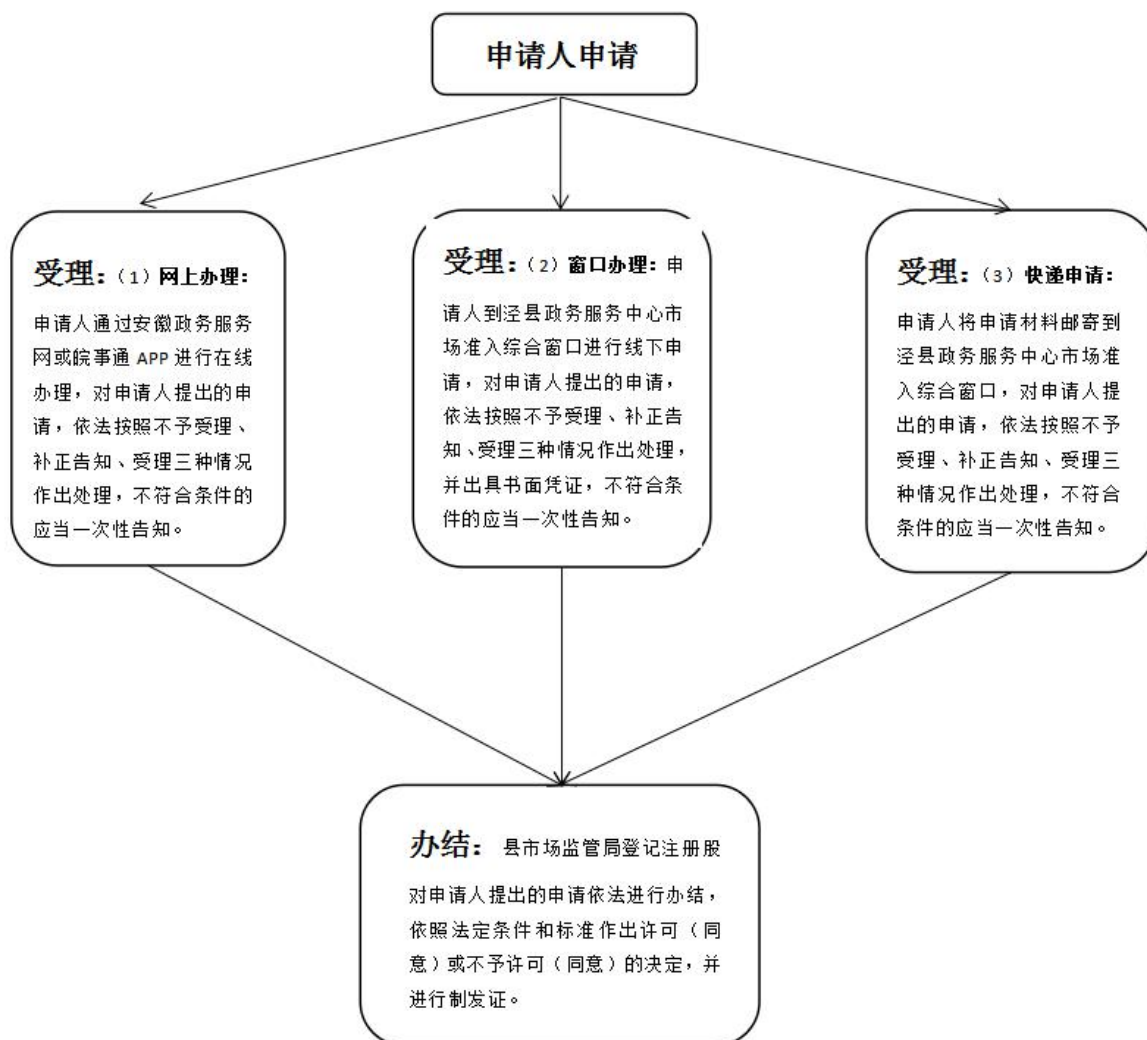 申请人申请
受理：（1）网上办理：
申请人通过安徽政务服务
网或皖事通 APP 进行在线
办理，对申请人提出的申
请，依法按照不予受理、
补正告知、受理三种情况
作出处理，不符合条件的
应当一次性告知。
受理：（2）窗口办理：申
请人到泾县政务服务中心市
场准入综合窗口进行线下申
请，对申请人提出的申请，
依法按照不予受理、补正告
知、受理三种情况作出处理，
并出具书面凭证，不符合条
件的应当一次性告知。
受理：（3）快递申请：
申请人将申请材料邮寄到
泾县政务服务中心市场准
入综合窗口，对申请人提
出的申请，依法按照不予
受理、补正告知、受理三
种情况作出处理，不符合
条件的应当一次性告知。
办结： 县市场监管局登记注册股
对申请人提出的申请依法进行办结，
依照法定条件和标准作出许可（同
意）或不予许可（同意）的决定，并
进行制发证。